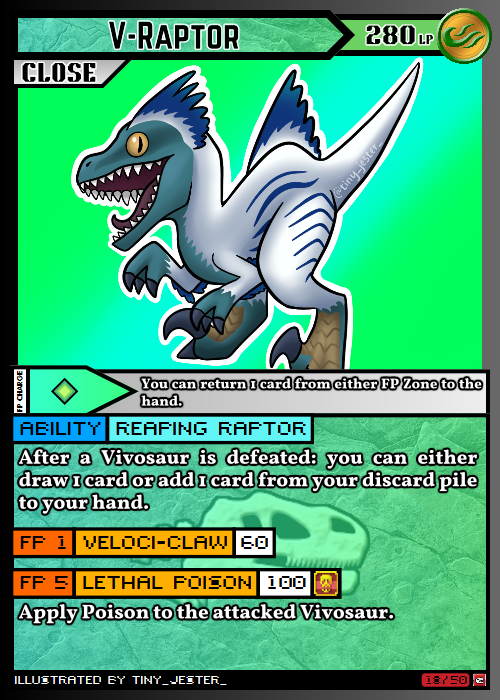 V-Raptor
280 LP
CLOSE
@tiny_jester_
FP CHARGE
You can return 1 card from either FP Zone to the
hand.
ABILITY REAPING RAPTOR
After a Vivosaur is defeated: you can either
draw 1 card or add 1 card from your discard pile
to your hand.
FP 1 VELOCI-CLAW 60
FP 5 LETHAL POISON 100
Apply Poison to the attacked Vivosaur.
ILLUSTRATED BY TINY_JESTER_
18/50